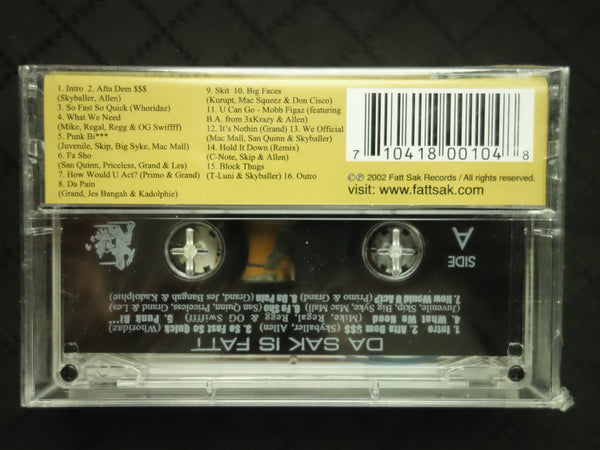 1. Intro 2. Afta Dem $$$
(Skyballer, Allen)
3. So Fast So Quick (Whoridaz)
4. What We Need
(Mike, Regal, Regg & OG Swiffff)
5. Punk Bi***
(Juvenile, Skip, Big Syke, Mac Mall)
6. Fa Sho
(San Quinn, Priceless, Grand & Les)
7. How Would U Act? (Primo & Grand)
8. Da Pain
(Grand, Jes Bangah & Kadolphie)
9. Skit 10. Big Faces
(Kurupt, Mac Squeez & Don Cisco)
11. U Can Go - Mobb Figaz (featuring
B.A. from 3xKrazy & Allen)
12. It's Nothin (Grand) 13. We Official
(Mac Mall, San Quinn & Skyballer)
14. Hold It Down (Remix)
(C-Note, Skip & Allen)
15. Block Thugs
(T-Luni & Skyballer) 16. Outro
7 10418 00104 8
℗© 2002 Fatt Sak Records / All rights reserved.
visit: www.fattsak.com
SIDE
A
DA SAK IS FATT
1. Intro 2. Afta Dem $$$ (Skyballer, Allen) 3. So Fast So Quick (Whoridaz)
4. What We Need (Mike, Regal, Regg & OG Swiffff) 5. Punk Bi***
(Juvenile, Skip, Big Syke, Mac Mall) 6. Fa Sho (San Quinn, Priceless, Grand & Les)
7. How Would U Act? (Primo & Grand) 8. Da Pain (Grand, Jes Bangah & Kadolphie)